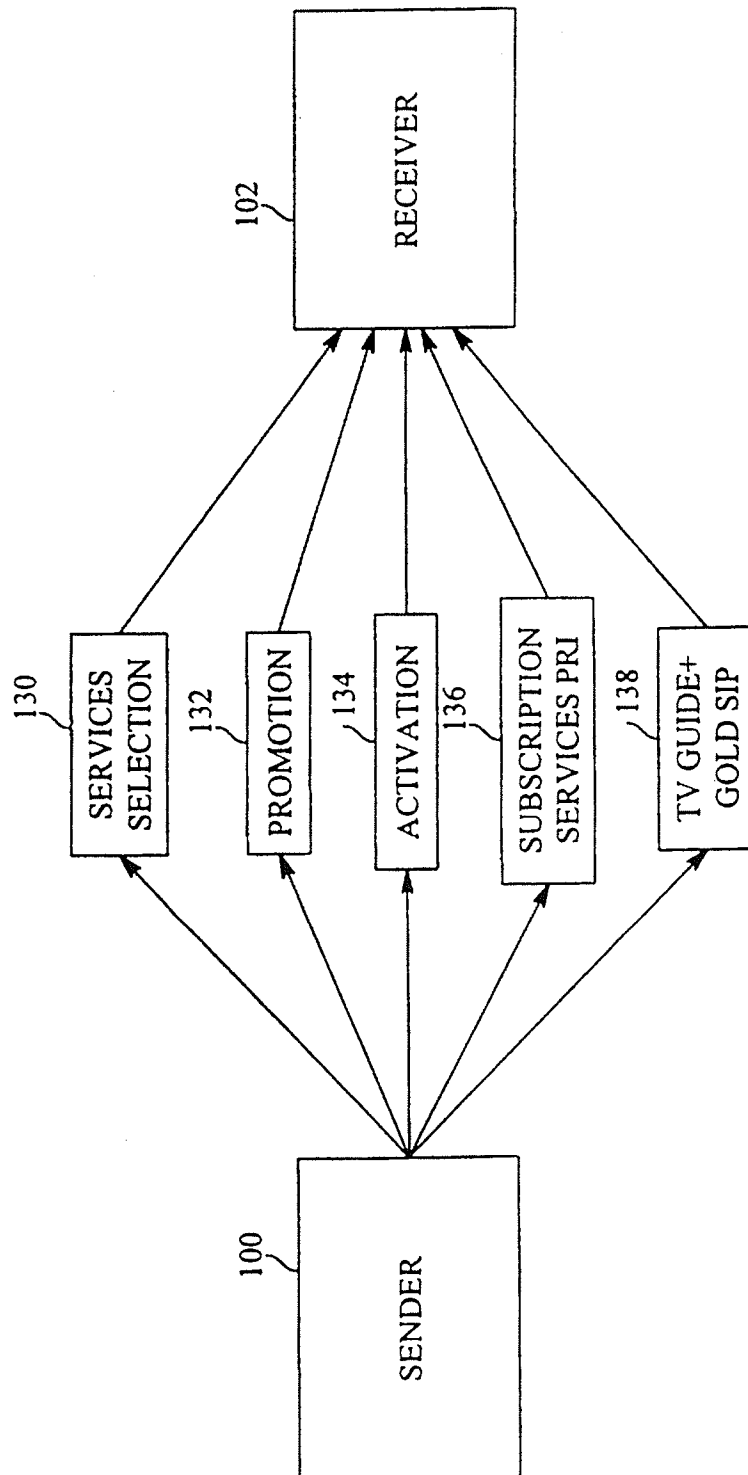 100
SENDER
130
SERVICES
SELECTION
132
PROMOTION
134
ACTIVATION
136
SUBSCRIPTION
SERVICES PRI
138
TV GUIDE+
GOLD SIP
102
RECEIVER